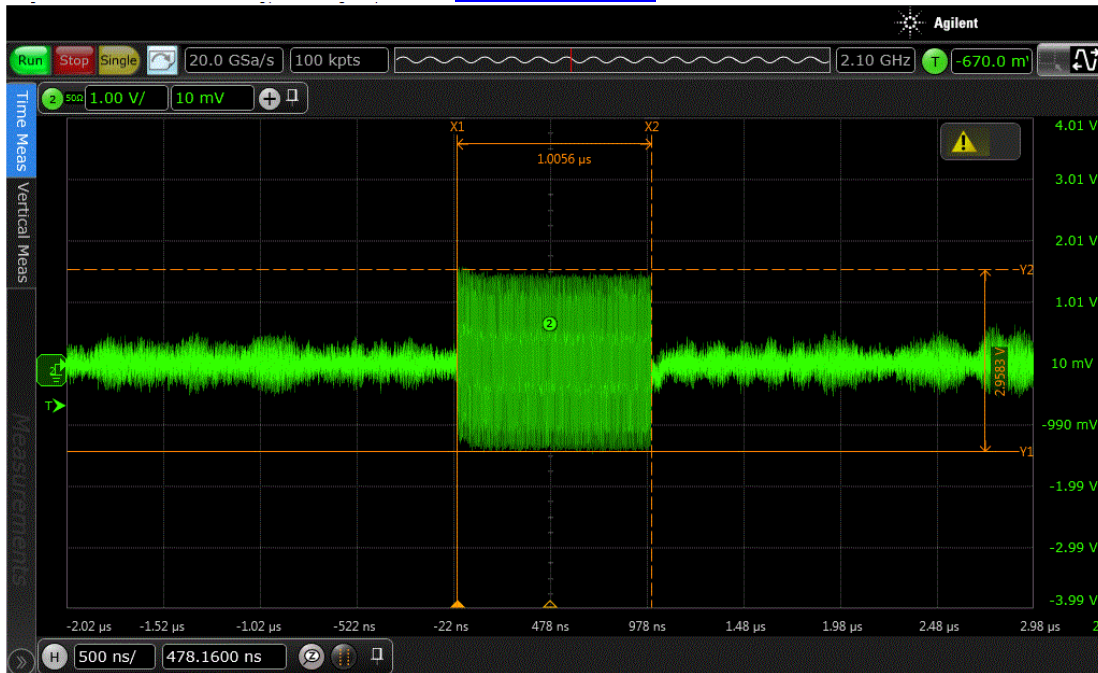 Agilent
Run Stop Single 20.0 GSa/s 100 kpts 2.10 GHz T -670.0 m
2 50Ω 1.00 V/ 10 mV
Time Meas
Vertical Meas
Measurements
X1 X2
1.0056 µs
4.01 V
3.01 V
2.01 V
Y2
1.01 V
2
10 mV
2.9583 V
T
-990 mV
Y1
-1.99 V
-2.99 V
-3.99 V
-2.02 µs -1.52 µs -1.02 µs -522 ns -22 ns 478 ns 978 ns 1.48 µs 1.98 µs 2.48 µs 2.98 µs
H 500 ns/ 478.1600 ns